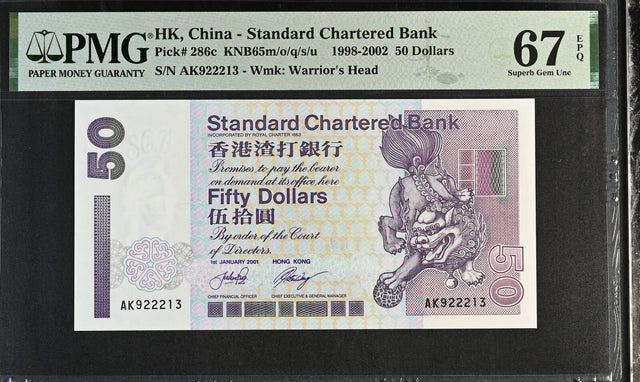 PMG
PAPER MONEY GUARANTY
HK, China - Standard Chartered Bank
Pick# 286c KNB65m/o/q/s/u 1998-2002 50 Dollars
S/N AK922213 - Wmk: Warrior's Head
67 EPQ
Superb Gem Unc
50
Standard Chartered Bank
INCORPORATED BY ROYAL CHARTER 1853
香港渣打銀行
Promises to pay the bearer
on demand at its office here
Fifty Dollars
伍拾圓
By order of the Court
of Directors.
1st JANUARY 2001 HONG KONG
CHIEF FINANCIAL OFFICER CHIEF EXECUTIVE & GENERAL MANAGER
AK922213
AK922213
50